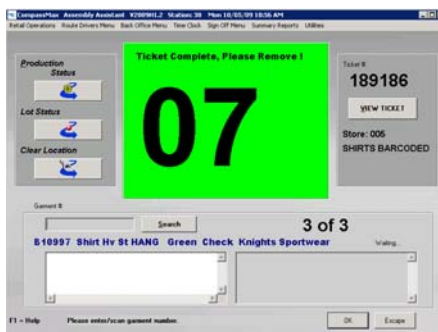 CompassMax Assembly Assistant V2009H1.2 Station: 30 Mon 10/05/09 10:56 AM
Retail Operations Route Drivers Menu Back Office Menu Time Clock Sign Off Menu Summary Reports Utilities
Production Status
Lot Status
Clear Location
Ticket Complete, Please Remove !
07
Ticket #:
189186
VIEW TICKET
Store: 005
SHIRTS BARCODED
Garment #:
Search
3 of 3
B10997 Shirt Hv St HANG Green Check Knights Sportwear
Waiting...
F1 = Help Please enter/scan garment number.
OK Escape